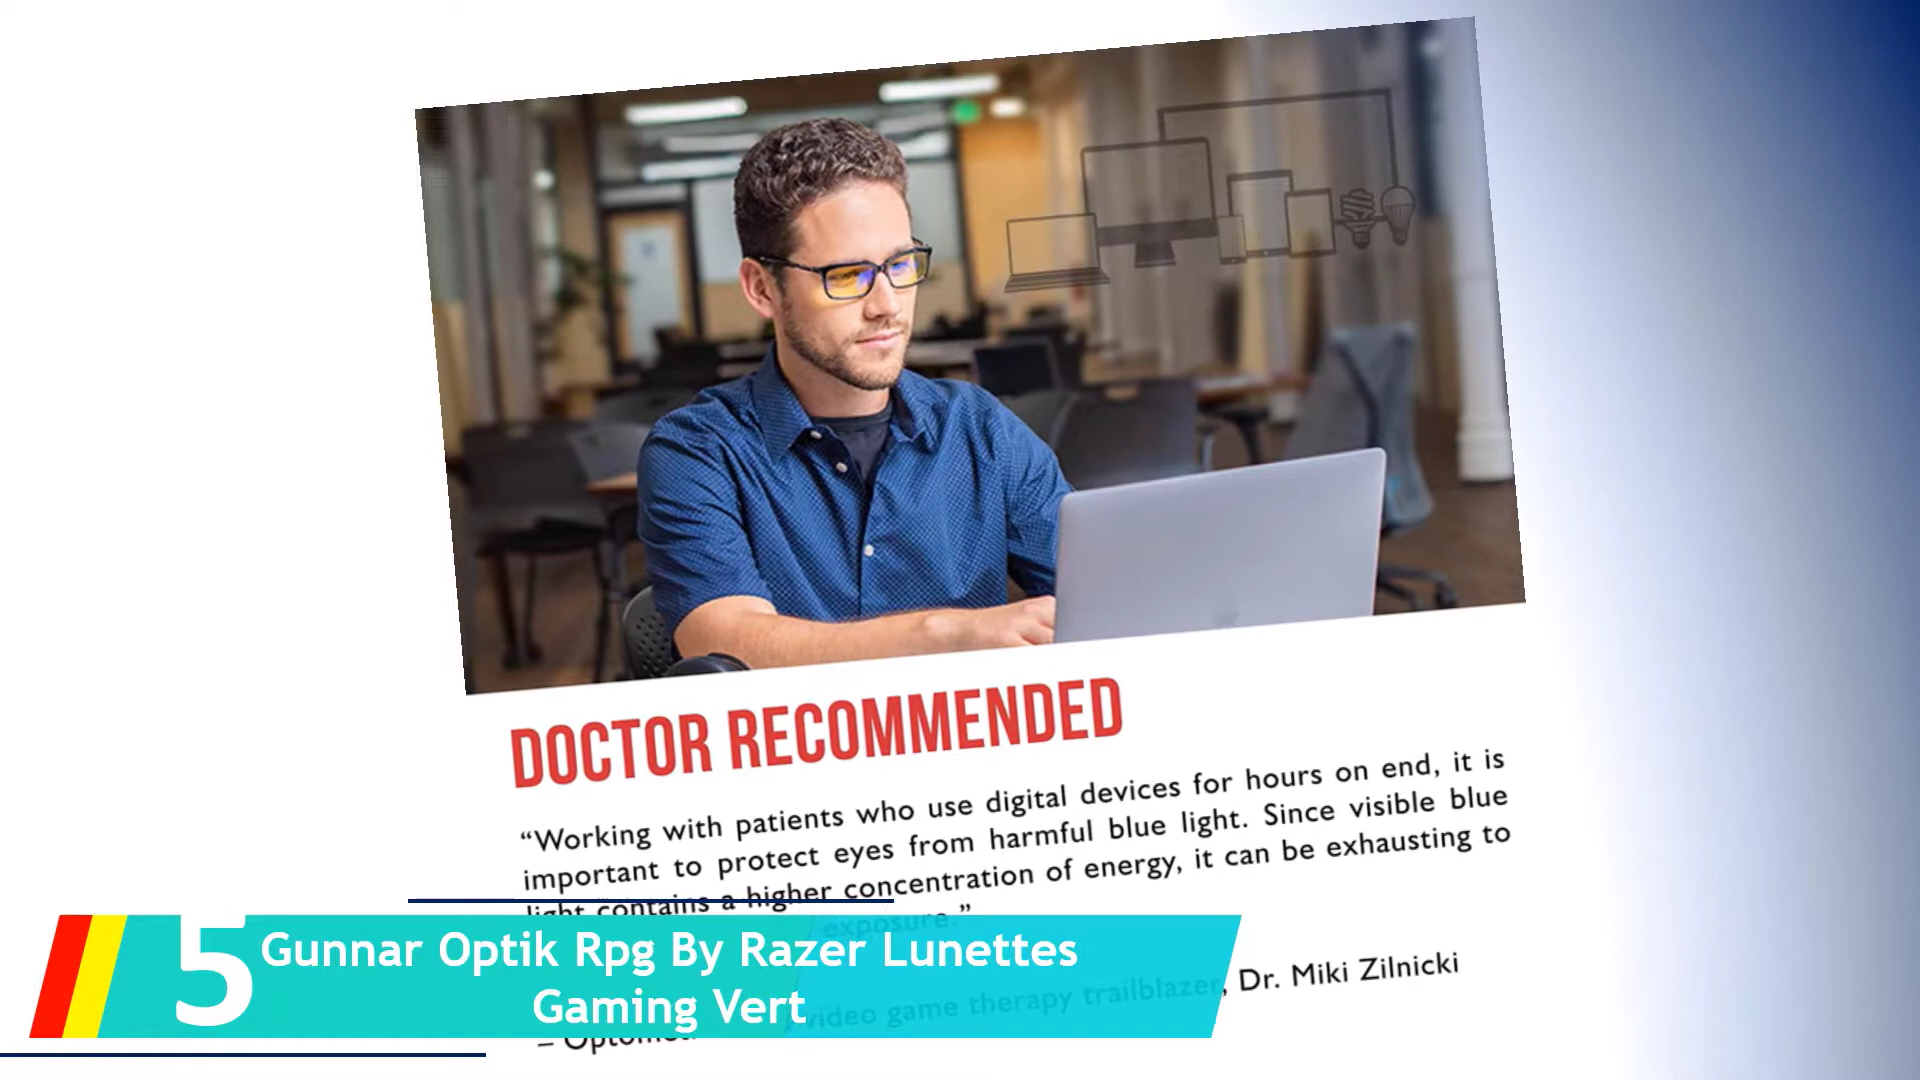 DOCTOR RECOMMENDED
“Working with patients who use digital devices for hours on end, it is
important to protect eyes from harmful blue light. Since visible blue
light contains a higher concentration of energy, it can be exhausting to
exposure.”
video game therapy trailblazer, Dr. Miki Zilnicki
5
Gunnar Optik Rpg By Razer Lunettes
Gaming Vert